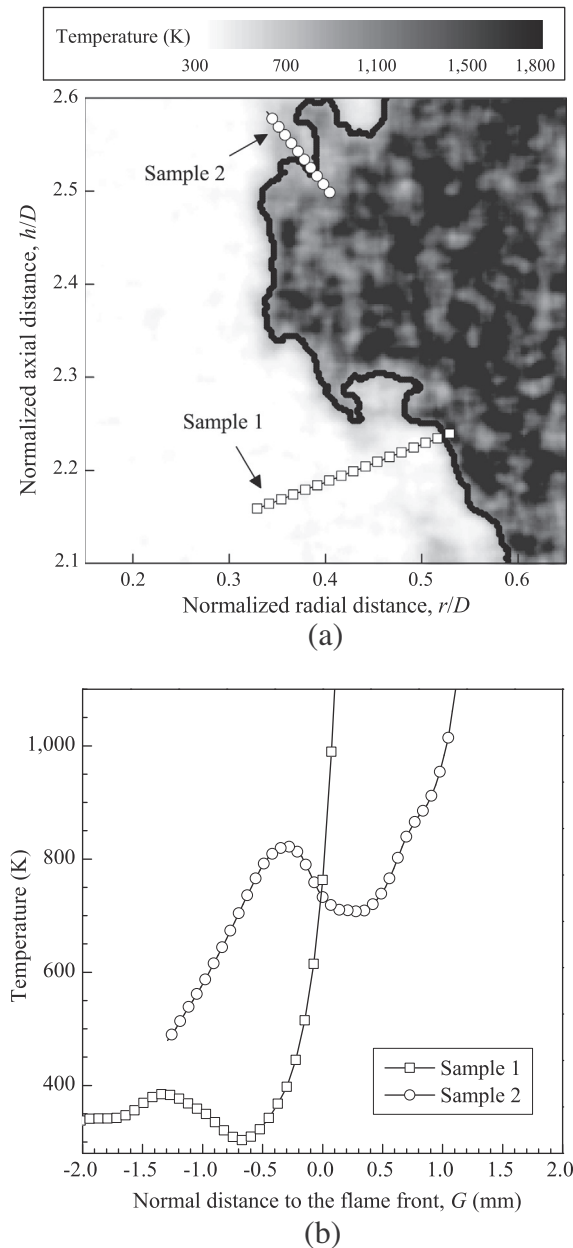 Temperature (K)
300 700 1,100 1,500 1,800
2.6
2.5
2.4
2.3
2.2
2.1
Normalized axial distance, h/D
Sample 2
Sample 1
0.2 0.3 0.4 0.5 0.6
Normalized radial distance, r/D
(a)
1,000
800
600
400
Temperature (K)
Sample 1
Sample 2
-2.0 -1.5 -1.0 -0.5 0.0 0.5 1.0 1.5 2.0
Normal distance to the flame front, G (mm)
(b)